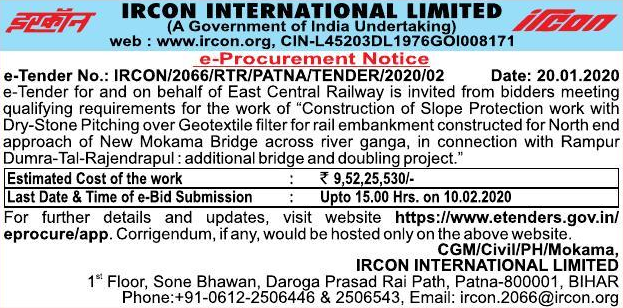 इरकॉन
IRCON INTERNATIONAL LIMITED
(A Government of India Undertaking)
web : www.ircon.org, CIN-L45203DL1976GOI008171
ircon
e-Procurement Notice
e-Tender No.: IRCON/2066/RTR/PATNA/TENDER/2020/02 Date: 20.01.2020
e-Tender for and on behalf of East Central Railway is invited from bidders meeting
qualifying requirements for the work of “Construction of Slope Protection work with
Dry-Stone Pitching over Geotextile filter for rail embankment constructed for North end
approach of New Mokama Bridge across river ganga, in connection with Rampur
Dumra-Tal-Rajendrapul : additional bridge and doubling project.”
Estimated Cost of the work : ₹ 9,52,25,530/-
Last Date & Time of e-Bid Submission : Upto 15.00 Hrs. on 10.02.2020
For further details and updates, visit website https://www.etenders.gov.in/
eprocure/app. Corrigendum, if any, would be hosted only on the above website.
CGM/Civil/PH/Mokama,
IRCON INTERNATIONAL LIMITED
1st Floor, Sone Bhawan, Daroga Prasad Rai Path, Patna-800001, BIHAR
Phone:+91-0612-2506446 & 2506543, Email: ircon.2066@ircon.org